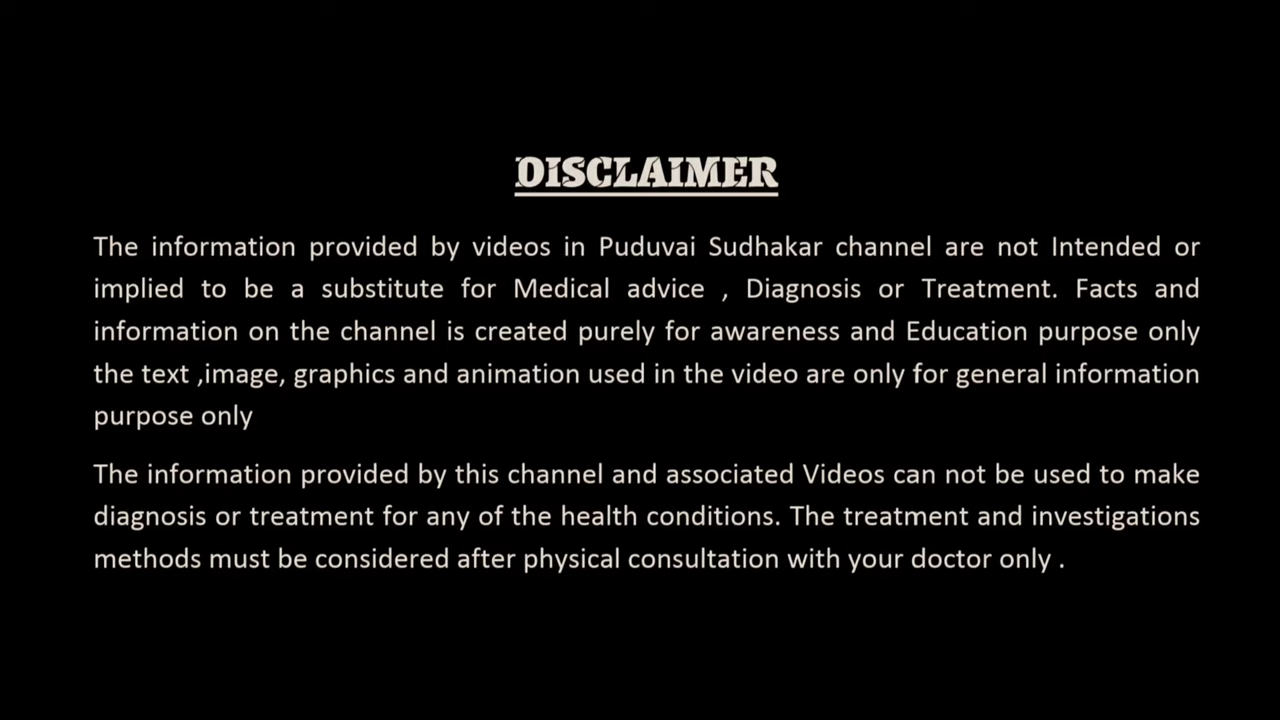 DISCLAIMER
The information provided by videos in Puduvai Sudhakar channel are not Intended or
implied to be a substitute for Medical advice , Diagnosis or Treatment. Facts and
information on the channel is created purely for awareness and Education purpose only
the text ,image, graphics and animation used in the video are only for general information
purpose only
The information provided by this channel and associated Videos can not be used to make
diagnosis or treatment for any of the health conditions. The treatment and investigations
methods must be considered after physical consultation with your doctor only .